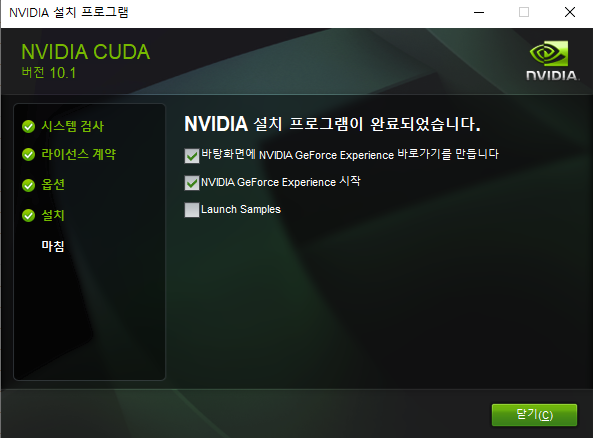 NVIDIA 설치 프로그램
NVIDIA CUDA
버전 10.1
NVIDIA.
시스템 검사
라이선스 계약
옵션
설치
마침
NVIDIA 설치 프로그램이 완료되었습니다.
바탕화면에 NVIDIA GeForce Experience 바로가기를 만듭니다
NVIDIA GeForce Experience 시작
Launch Samples
닫기(C)